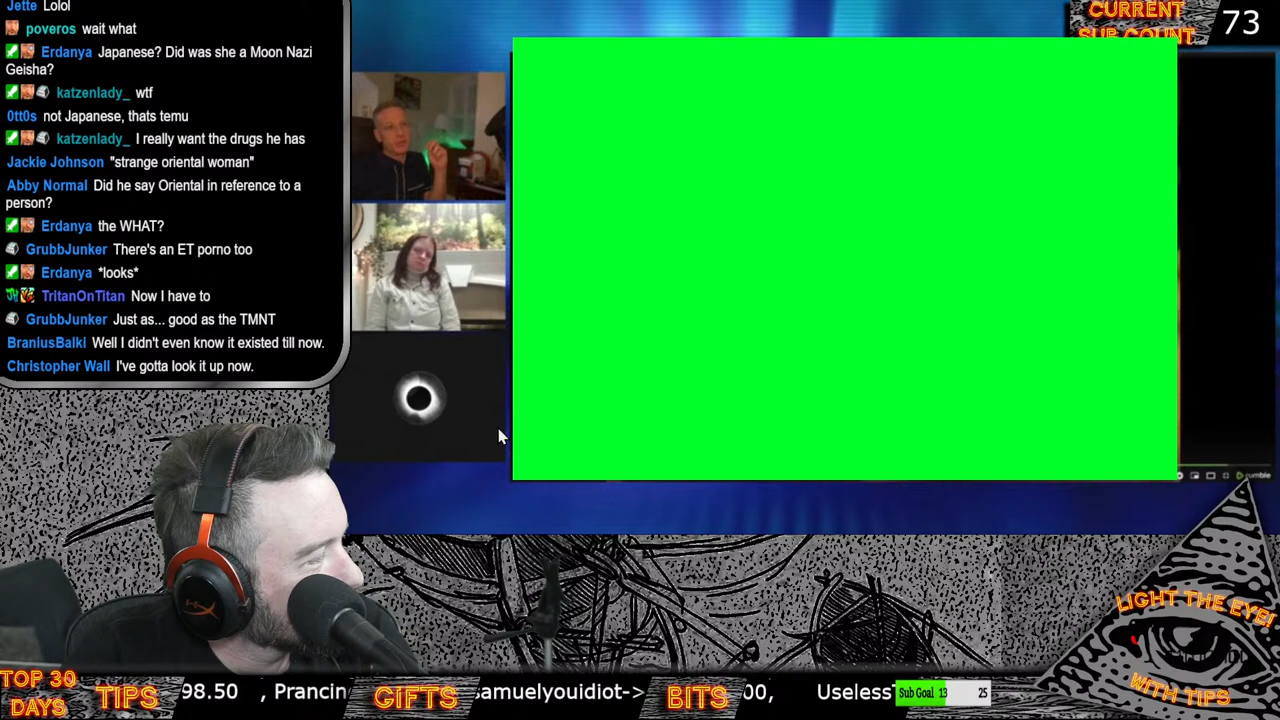 Jette Lolol
poveros wait what
Erdanya Japanese? Did was she a Moon Nazi
Geisha?
katzenlady_ wtf
0tt0s not Japanese, thats temu
katzenlady_ I really want the drugs he has
Jackie Johnson "strange oriental woman"
Abby Normal Did he say Oriental in reference to a
person?
Erdanya the WHAT?
GrubbJunker There's an ET porno too
Erdanya *looks*
TritanOnTitan Now I have to
GrubbJunker Just as... good as the TMNT
BraniusBalki Well I didn't even know it existed till now.
Christopher Wall I've gotta look it up now.
CURRENT
SUB COUNT
73
rumble
LIGHT THE EYE!
WITH TIPS
TOP 30
DAYS
TIPS
98.50 , Prancin
GIFTS
samuelyouidiot->
BITS
00, Useless
Sub Goal 13 25